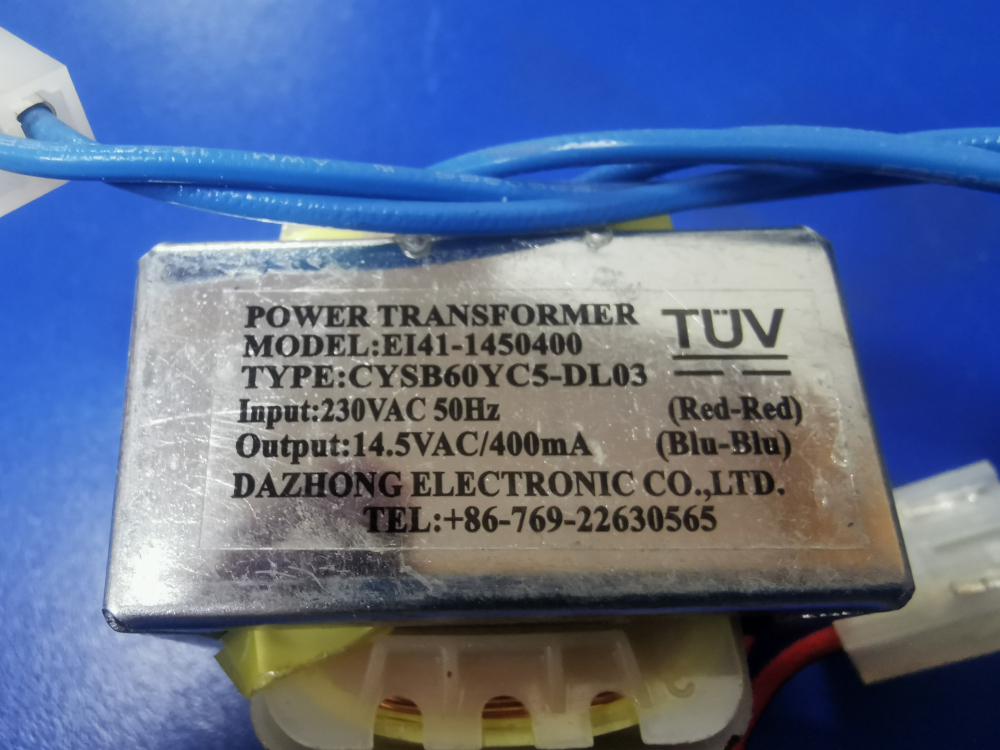 POWER TRANSFORMER
TÜV
MODEL:EI41-1450400
TYPE:CYSB60YC5-DL03
Input:230VAC 50Hz (Red-Red)
Output:14.5VAC/400mA (Blu-Blu)
DAZHONG ELECTRONIC CO.,LTD.
TEL:+86-769-22630565